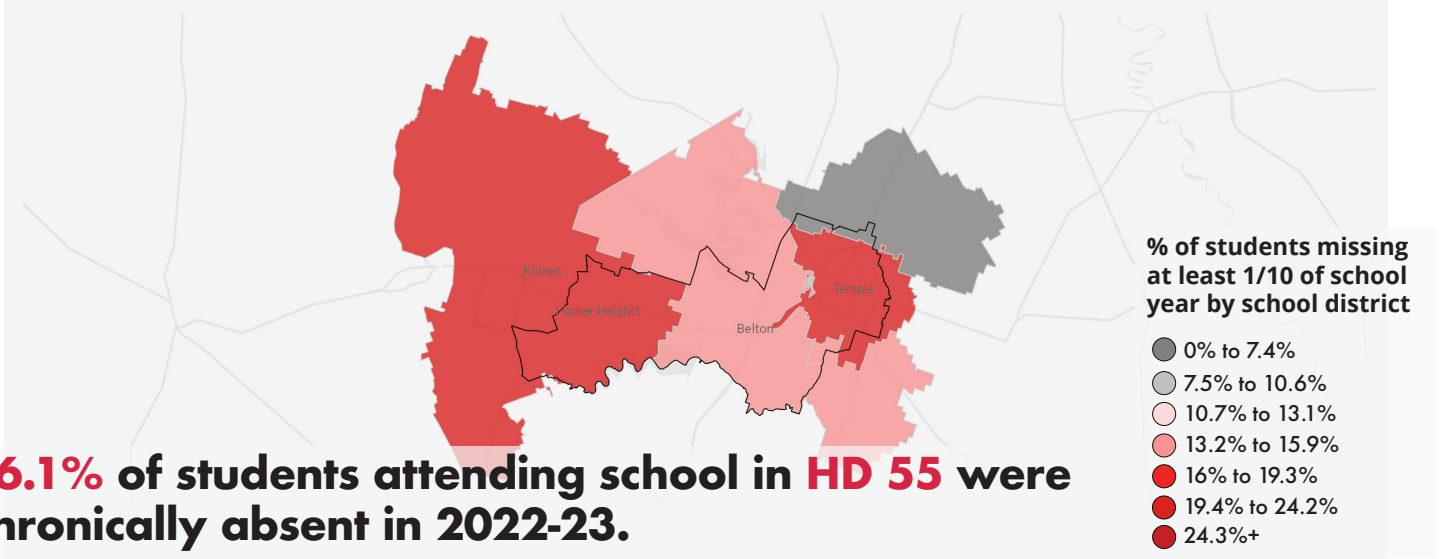 Killeen
Harker Heights
Belton
Temple
% of students missing
at least 1/10 of school
year by school district
0% to 7.4%
7.5% to 10.6%
10.7% to 13.1%
13.2% to 15.9%
16% to 19.3%
19.4% to 24.2%
24.3%+
6.1% of students attending school in HD 55 were
hronically absent in 2022-23.